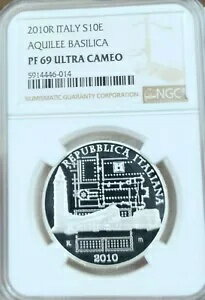 2010R ITALY S10E
AQUILEE BASILICA
PF 69 ULTRA CAMEO
5914446-014
NUMISMATIC GUARANTY CORPORATION
NGC
REPUBBLICA ITALIANA
R
2010